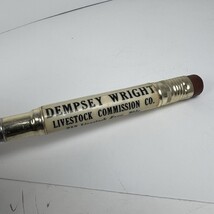 DEMPSEY WRIGHT
LIVESTOCK COMMISSION CO.